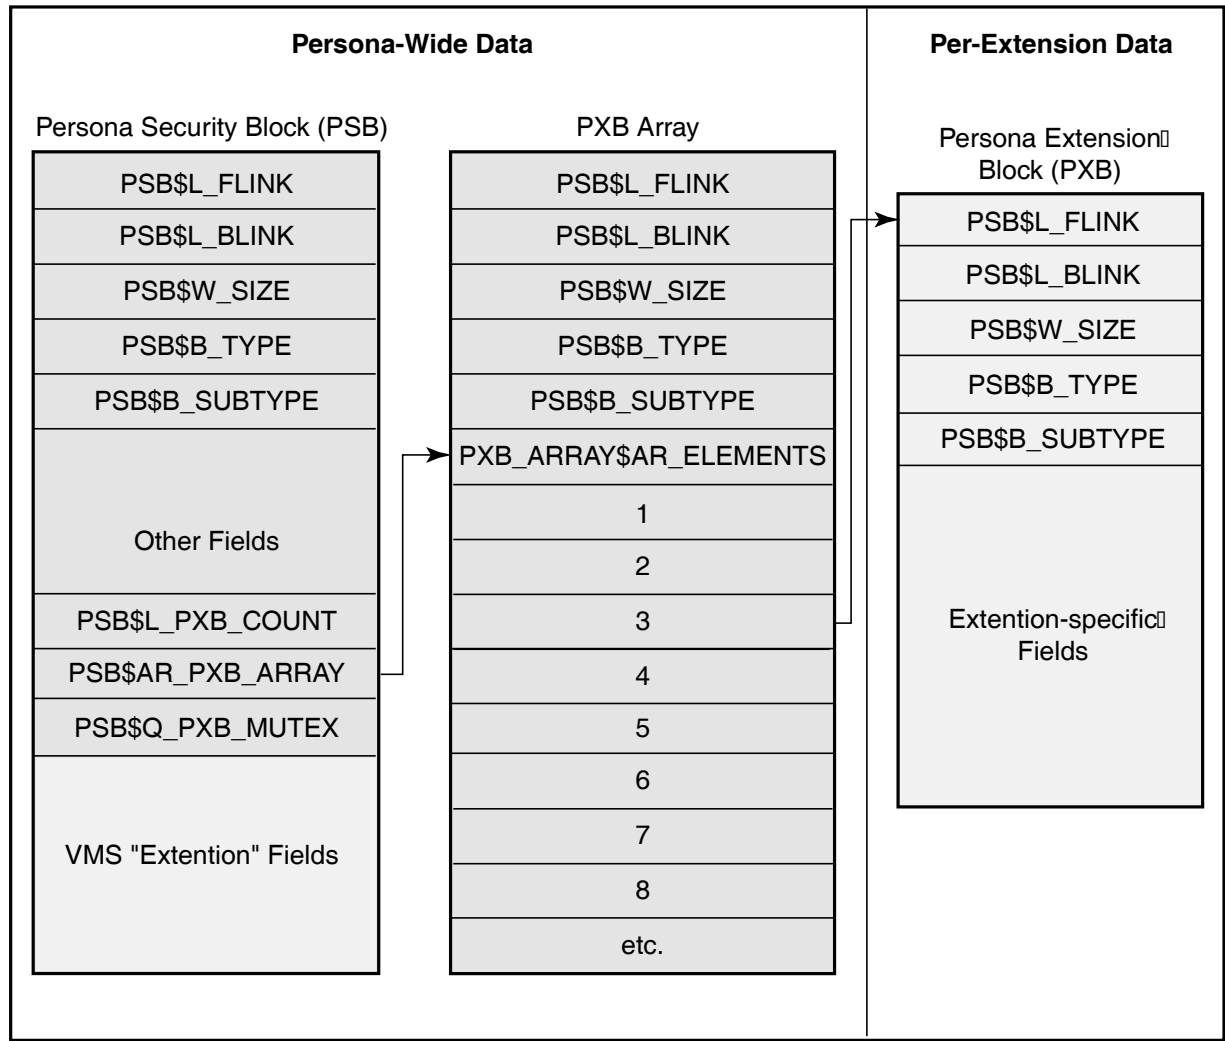 Persona-Wide Data
Per-Extension Data
Persona Security Block (PSB)
PSB$L_FLINK
PSB$L_BLINK
PSB$W_SIZE
PSB$B_TYPE
PSB$B_SUBTYPE
Other Fields
PSB$L_PXB_COUNT
PSB$AR_PXB_ARRAY
PSB$Q_PXB_MUTEX
VMS "Extention" Fields
PXB Array
PSB$L_FLINK
PSB$L_BLINK
PSB$W_SIZE
PSB$B_TYPE
PSB$B_SUBTYPE
PXB_ARRAY$AR_ELEMENTS
1
2
3
4
5
6
7
8
etc.
Persona Extension
Block (PXB)
PSB$L_FLINK
PSB$L_BLINK
PSB$W_SIZE
PSB$B_TYPE
PSB$B_SUBTYPE
Extention-specific
Fields